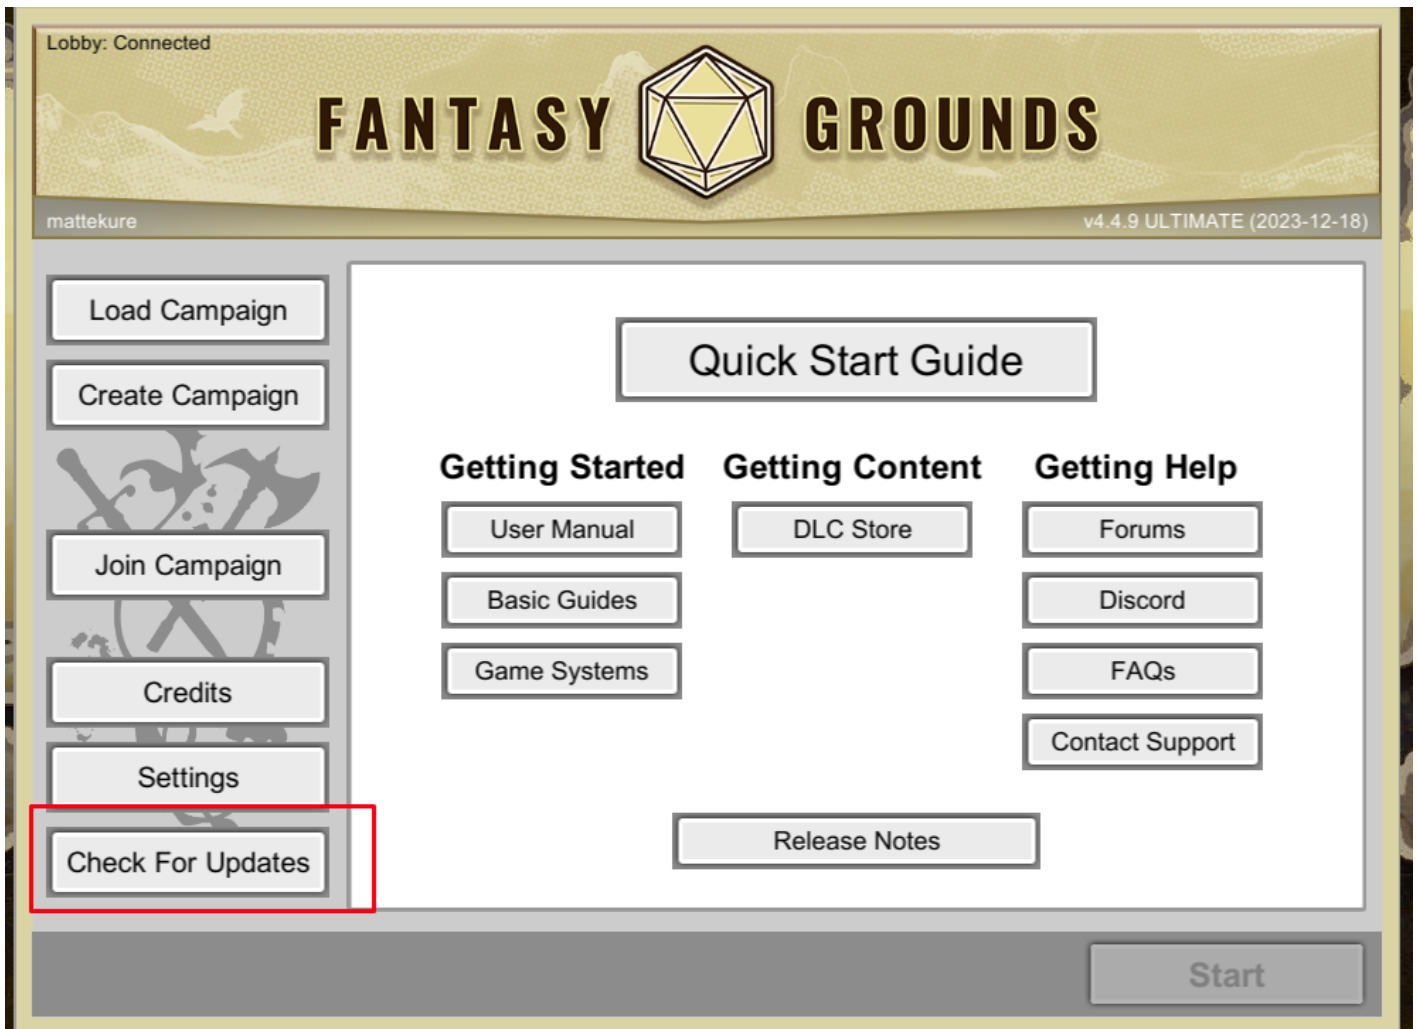 Lobby: Connected
FANTASY GROUNDS
mattekure
v4.4.9 ULTIMATE (2023-12-18)
Load Campaign
Create Campaign
Join Campaign
Credits
Settings
Check For Updates
Quick Start Guide
Getting Started
User Manual
Basic Guides
Game Systems
Getting Content
DLC Store
Getting Help
Forums
Discord
FAQs
Contact Support
Release Notes
Start